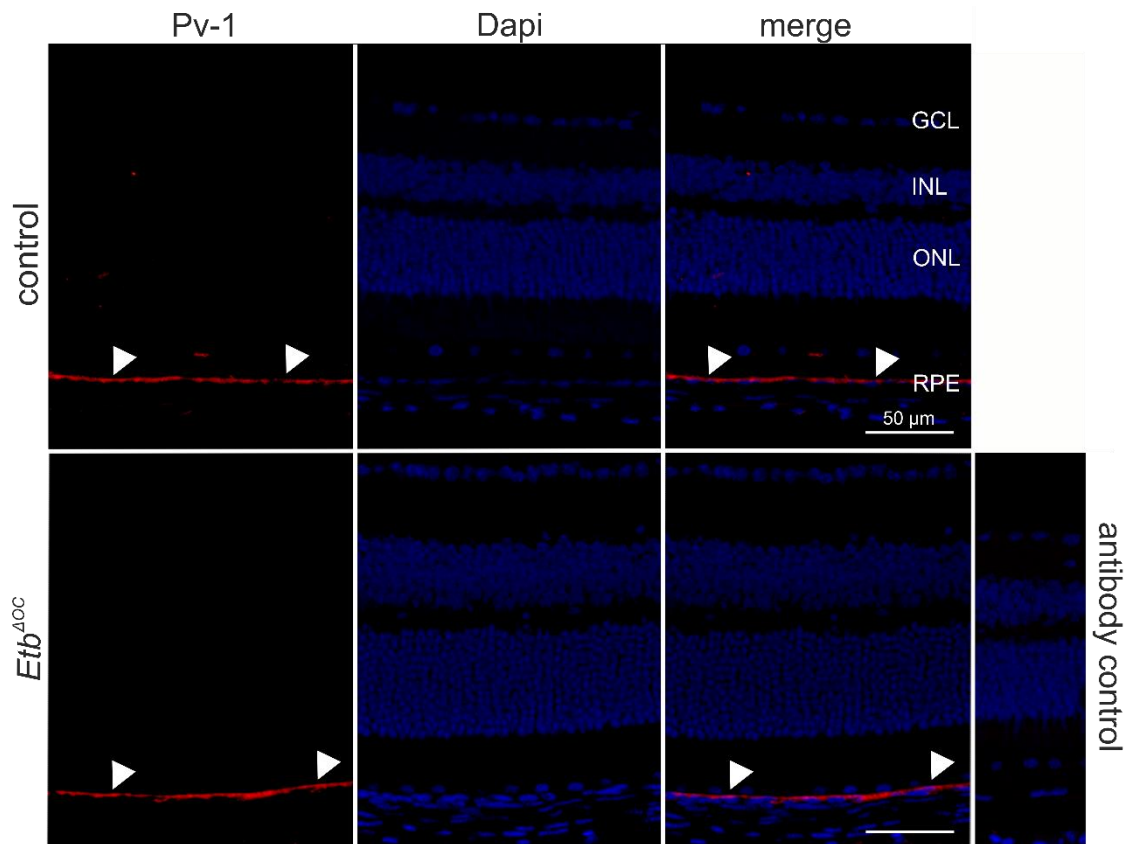 Pv-1
Dapi
merge
control
GCL
INL
ONL
RPE
50 µm
Etb^ΔOC
antibody control